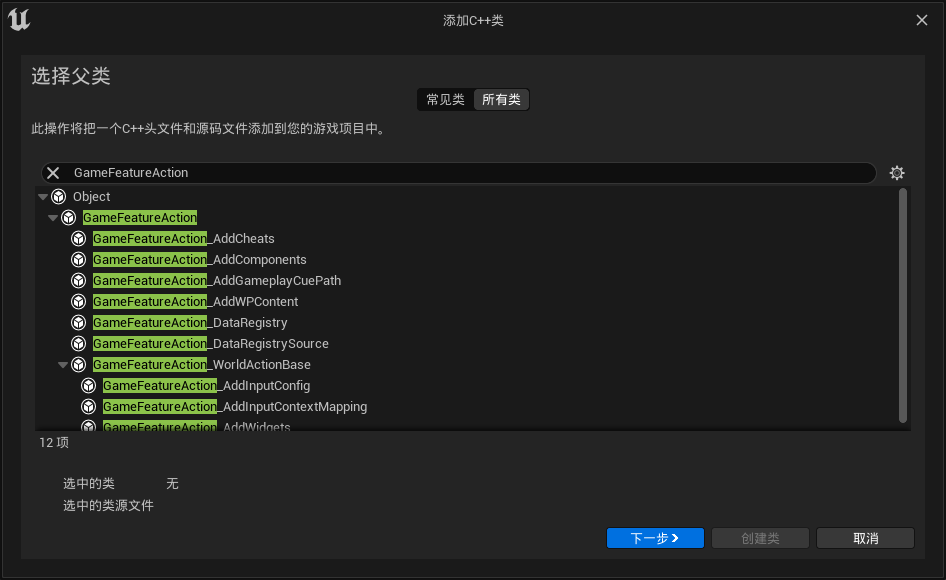 添加C++类
选择父类
常见类 所有类
此操作将把一个C++头文件和源码文件添加到您的游戏项目中。
GameFeatureAction
Object
GameFeatureAction
GameFeatureAction_AddCheats
GameFeatureAction_AddComponents
GameFeatureAction_AddGameplayCuePath
GameFeatureAction_AddWPContent
GameFeatureAction_DataRegistry
GameFeatureAction_DataRegistrySource
GameFeatureAction_WorldActionBase
GameFeatureAction_AddInputConfig
GameFeatureAction_AddInputContextMapping
GameFeatureAction_AddWidgets
12 项
选中的类 无
选中的类源文件
下一步 创建类 取消